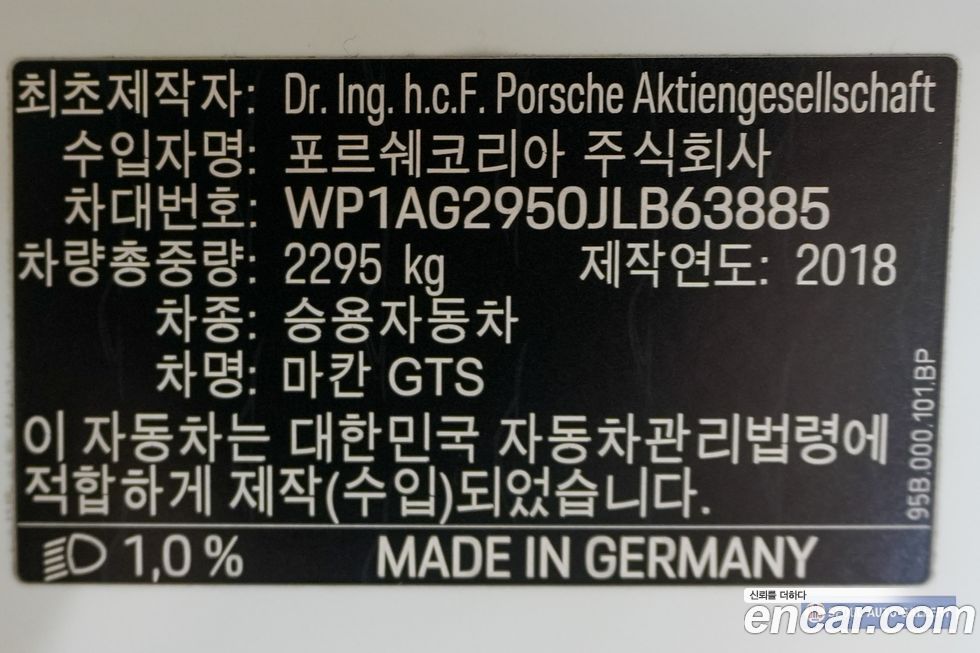 최초제작자: Dr. Ing. h.c.F. Porsche Aktiengesellschaft
수입자명: 포르쉐코리아 주식회사
차대번호: WP1AG2950JLB63885
차량총중량: 2295 kg 제작연도: 2018
차종: 승용자동차
차명: 마칸 GTS
이 자동차는 대한민국 자동차관리법령에
적합하게 제작(수입)되었습니다.
95B.000.101.BP
1,0 % MADE IN GERMANY
신뢰를 더하다
encar.com